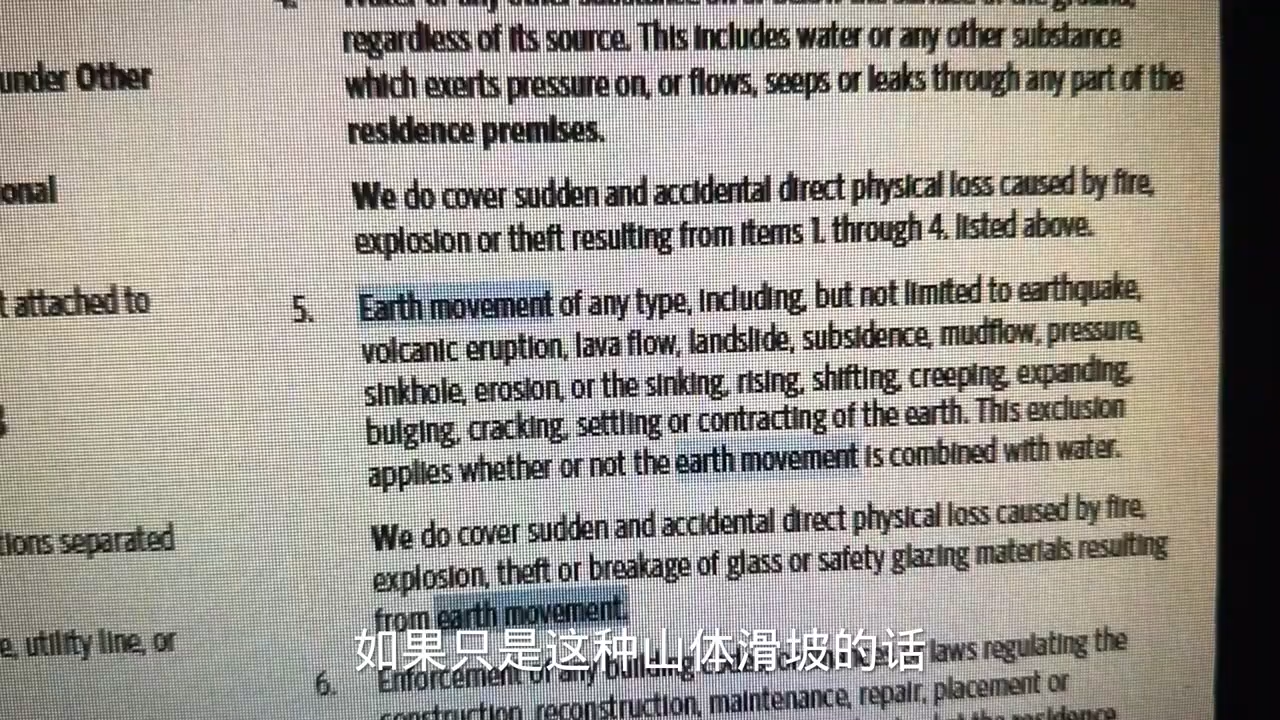 under Other
onal
t attached to
tions separated
e, utility line, or
regardless of its source. This includes water or any other substance
which exerts pressure on, or flows, seeps or leaks through any part of the
residence premises.
We do cover sudden and accidental direct physical loss caused by fire,
explosion or theft resulting from items 1. through 4. listed above.
5. Earth movement of any type, including, but not limited to earthquake,
volcanic eruption, lava flow, landslide, subsidence, mudflow, pressure,
sinkhole, erosion, or the sinking, rising, shifting, creeping, expanding,
bulging, cracking, settling or contracting of the earth. This exclusion
applies whether or not the earth movement is combined with water.
We do cover sudden and accidental direct physical loss caused by fire,
explosion, theft or breakage of glass or safety glazing materials resulting
from earth movement.
6. Enforcement of any building laws regulating the
construction, reconstruction, maintenance, repair, placement or
residence
如果只是这种山体滑坡的话